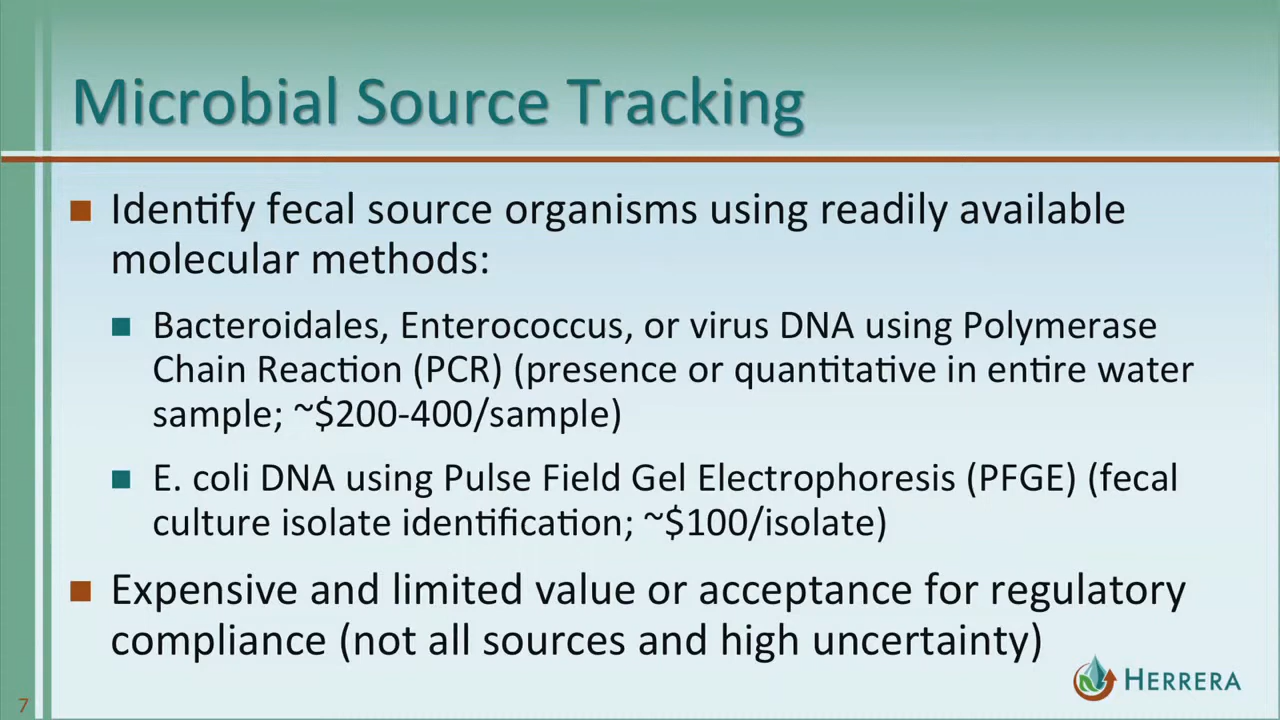 Microbial Source Tracking
Identify fecal source organisms using readily available
molecular methods:
Bacteroidales, Enterococcus, or virus DNA using Polymerase
Chain Reaction (PCR) (presence or quantitative in entire water
sample; ~$200-400/sample)
E. coli DNA using Pulse Field Gel Electrophoresis (PFGE) (fecal
culture isolate identification; ~$100/isolate)
Expensive and limited value or acceptance for regulatory
compliance (not all sources and high uncertainty)
HERRERA
7